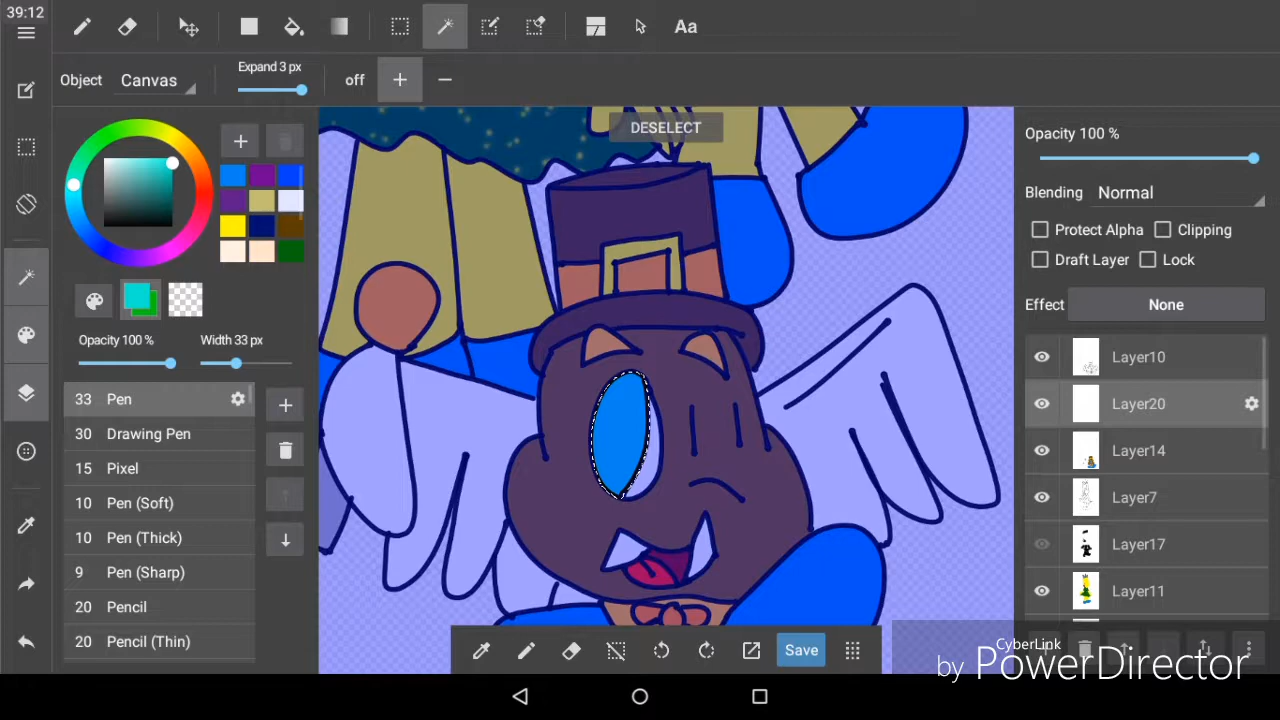 39:12
Aa
Object Canvas Expand 3 px off
DESELECT
Opacity 100 %
Blending Normal
Protect Alpha Clipping
Draft Layer Lock
Effect None
Opacity 100 % Width 33 px
33 Pen
30 Drawing Pen
15 Pixel
10 Pen (Soft)
10 Pen (Thick)
9 Pen (Sharp)
20 Pencil
20 Pencil (Thin)
Layer10
Layer20
Layer14
Layer7
Layer17
Layer11
Save
CyberLink
by PowerDirector